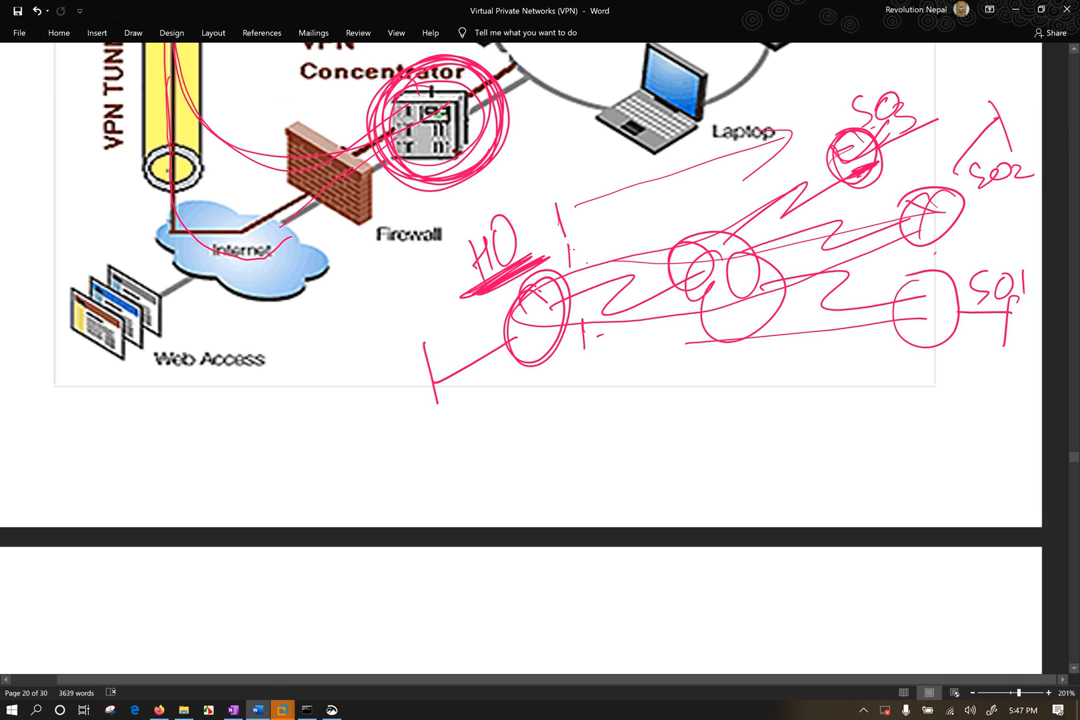 Virtual Private Networks (VPN) - Word
Revolution Nepal
File Home Insert Draw Design Layout References Mailings Review View Help Tell me what you want to do Share
VPN
Concentrator
VPN TUN
Laptop
Firewall
Internet
Web Access
HO
SO3
SO2
SO1
Page 20 of 30 3639 words
201%
5:47 PM